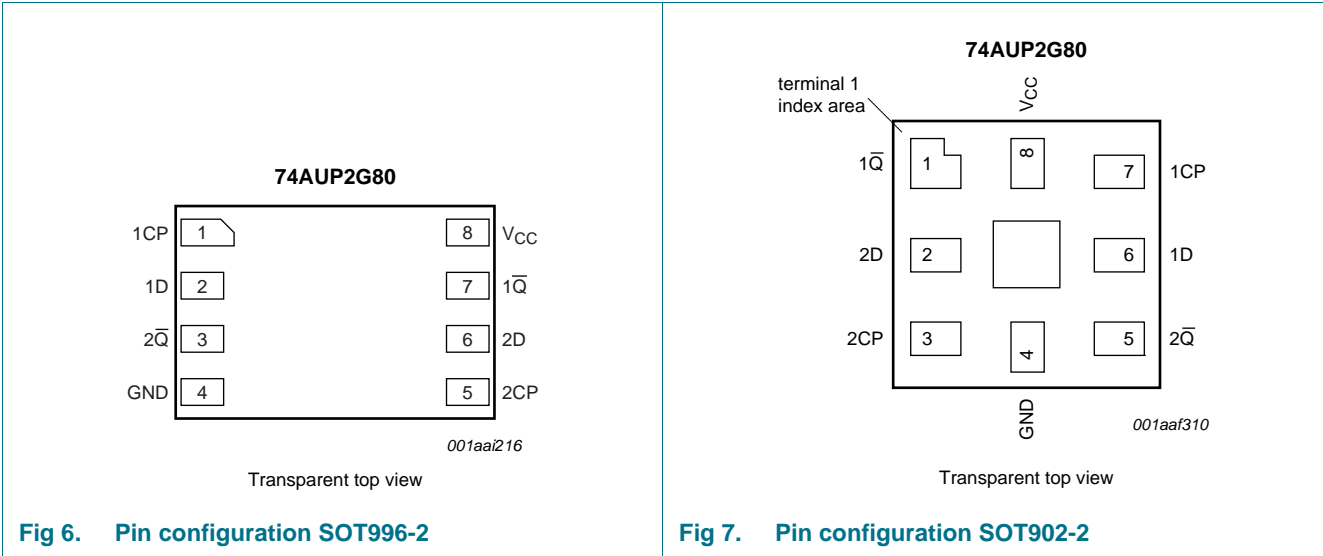 74AUP2G80
1CP 1 8 VCC
1D 2 7 1Q̅
2Q̅ 3 6 2D
GND 4 5 2CP
001aai216
Transparent top view
Fig 6. Pin configuration SOT996-2
74AUP2G80
terminal 1
index area
VCC
1Q̅ 1 8 7 1CP
2D 2 6 1D
2CP 3 4 5 2Q̅
GND
001aaf310
Transparent top view
Fig 7. Pin configuration SOT902-2